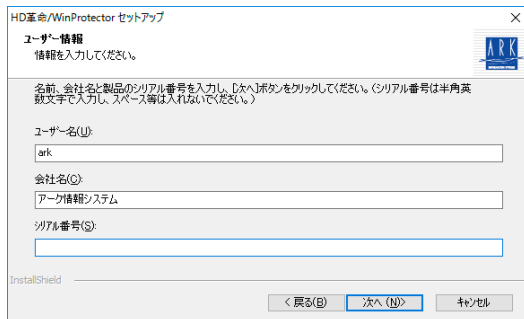 HD革命/WinProtector セットアップ
ユーザー情報
情報を入力してください。
ARK
名前、会社名と製品のシリアル番号を入力し、[次へ]ボタンをクリックしてください。（シリアル番号は半角英
数文字で入力し、スペース等は入れないでください。）
ユーザー名(U):
ark
会社名(C):
アーク情報システム
シリアル番号(S):
InstallShield
< 戻る(B)
次へ (N)>
キャンセル